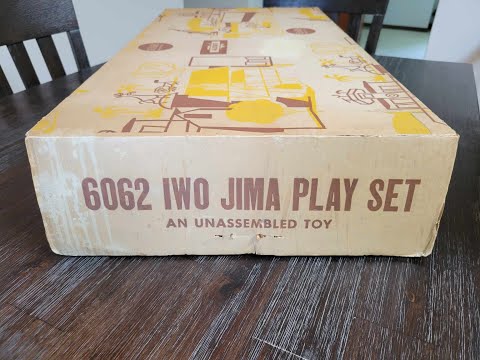 6062 IWO JIMA PLAY SET
AN UNASSEMBLED TOY